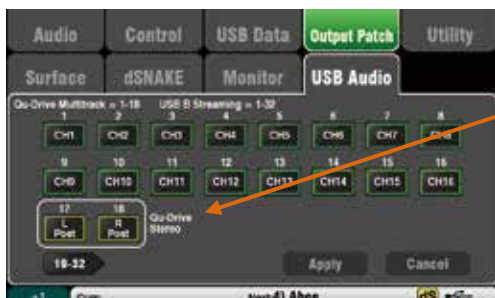 Audio Control USB Data Output Patch Utility
Surface dSNAKE Monitor USB Audio
Qu-Drive Multitrack = 1-18 USB B Streaming = 1-32
1 2 3 4 5 6 7 8
CH1 CH2 CH3 CH4 CH5 CH6 CH7 CH8
9 10 11 12 13 14 15 16
CH9 CH10 CH11 CH12 CH13 CH14 CH15 CH16
17 18
L Post R Post Qu-Drive Stereo
19-32 Apply Cancel
dS